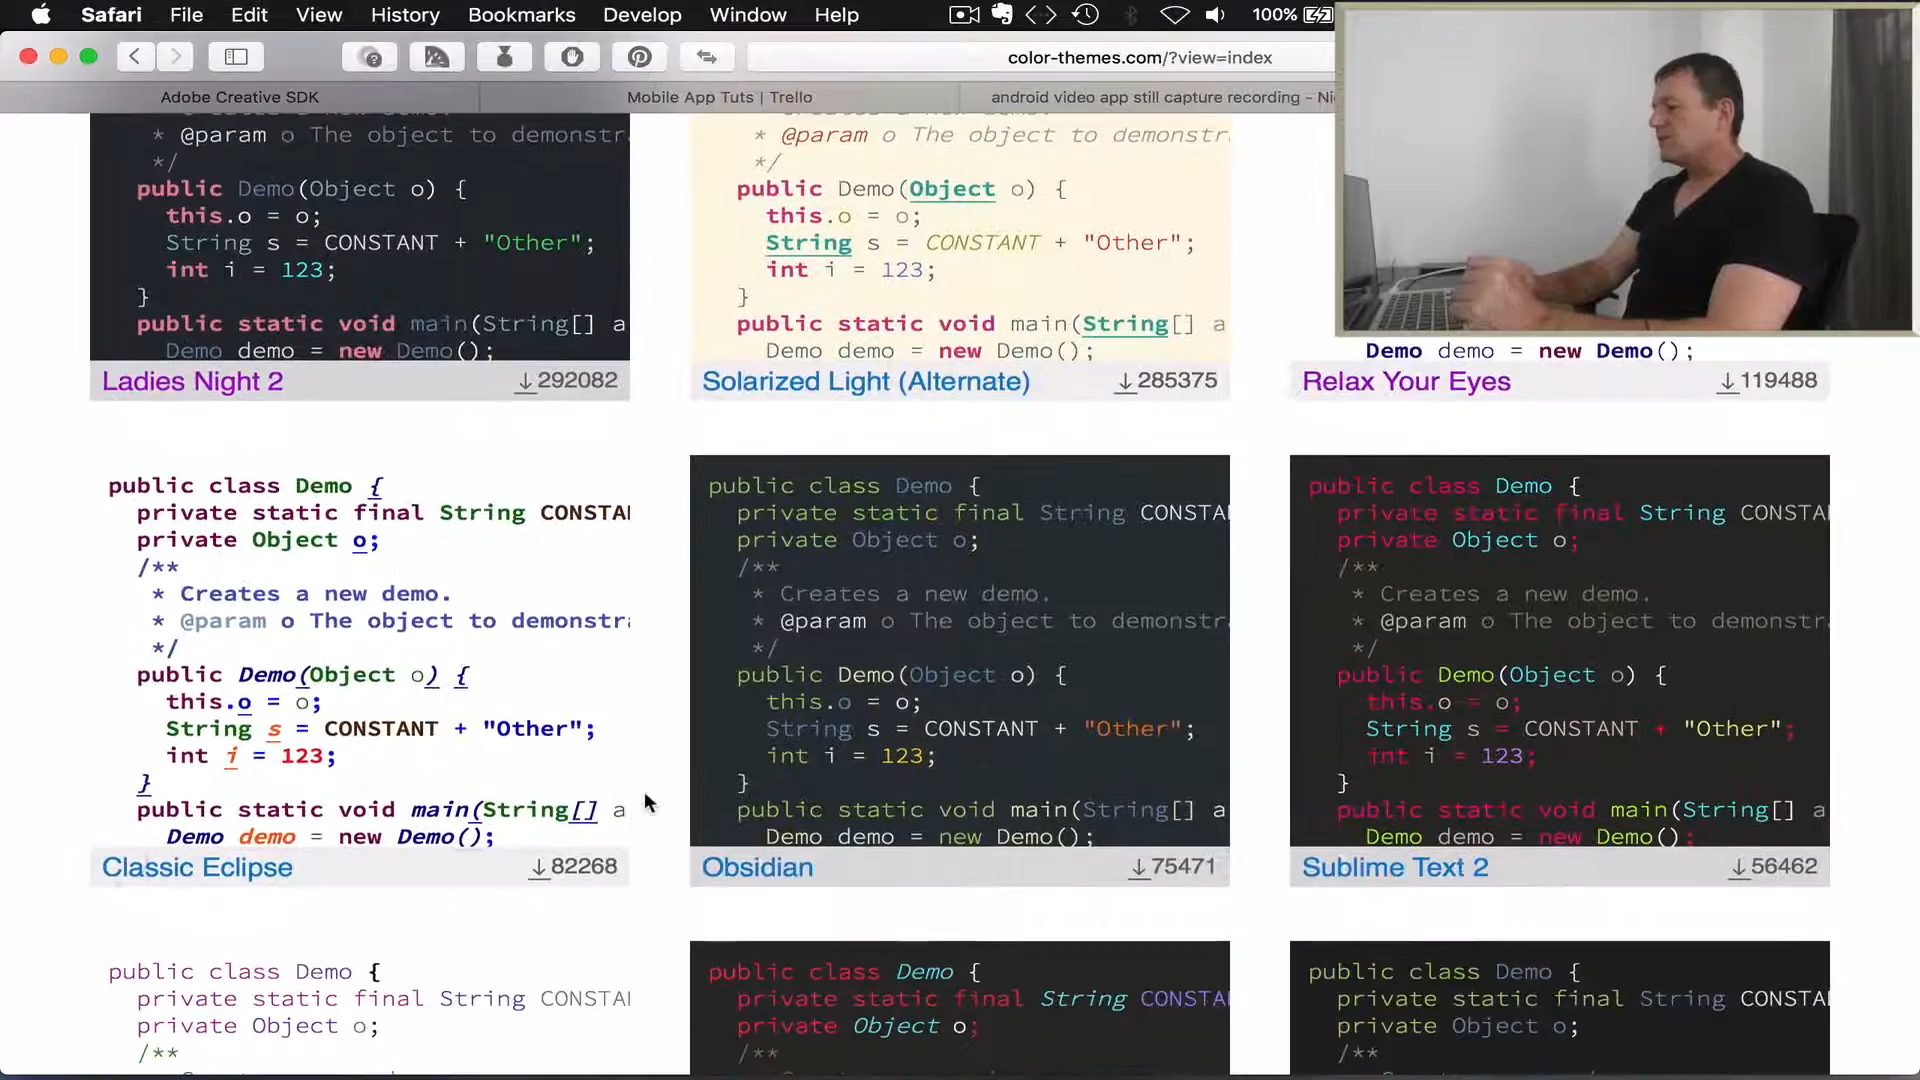 Safari File Edit View History Bookmarks Develop Window Help 100%
color-themes.com/?view=index
Adobe Creative SDK
Mobile App Tuts | Trello
android video app still capture recording - Ni
* @param o The object to demonstr
*/
public Demo(Object o) {
this.o = o;
String s = CONSTANT + "Other";
int i = 123;
}
public static void main(String[] a
Demo demo = new Demo();
Ladies Night 2
292082
* @param o The object to demonstr
*/
public Demo(Object o) {
this.o = o;
String s = CONSTANT + "Other";
int i = 123;
}
public static void main(String[] a
Demo demo = new Demo();
Solarized Light (Alternate)
285375
Demo demo = new Demo();
Relax Your Eyes
119488
public class Demo {
private static final String CONSTA
private Object o;
/**
* Creates a new demo.
* @param o The object to demonstr
*/
public Demo(Object o) {
this.o = o;
String s = CONSTANT + "Other";
int i = 123;
}
public static void main(String[] a
Demo demo = new Demo();
Classic Eclipse
82268
public class Demo {
private static final String CONSTA
private Object o;
/**
* Creates a new demo.
* @param o The object to demonstr
*/
public Demo(Object o) {
this.o = o;
String s = CONSTANT + "Other";
int i = 123;
}
public static void main(String[] a
Demo demo = new Demo();
Obsidian
75471
public class Demo {
private static final String CONSTA
private Object o;
/**
* Creates a new demo.
* @param o The object to demonstr
*/
public Demo(Object o) {
this.o = o;
String s = CONSTANT + "Other";
int i = 123;
}
public static void main(String[] a
Demo demo = new Demo();
Sublime Text 2
56462
public class Demo {
private static final String CONSTA
private Object o;
/**
public class Demo {
private static final String CONSTA
private Object o;
/**
public class Demo {
private static final String CONSTA
private Object o;
/**